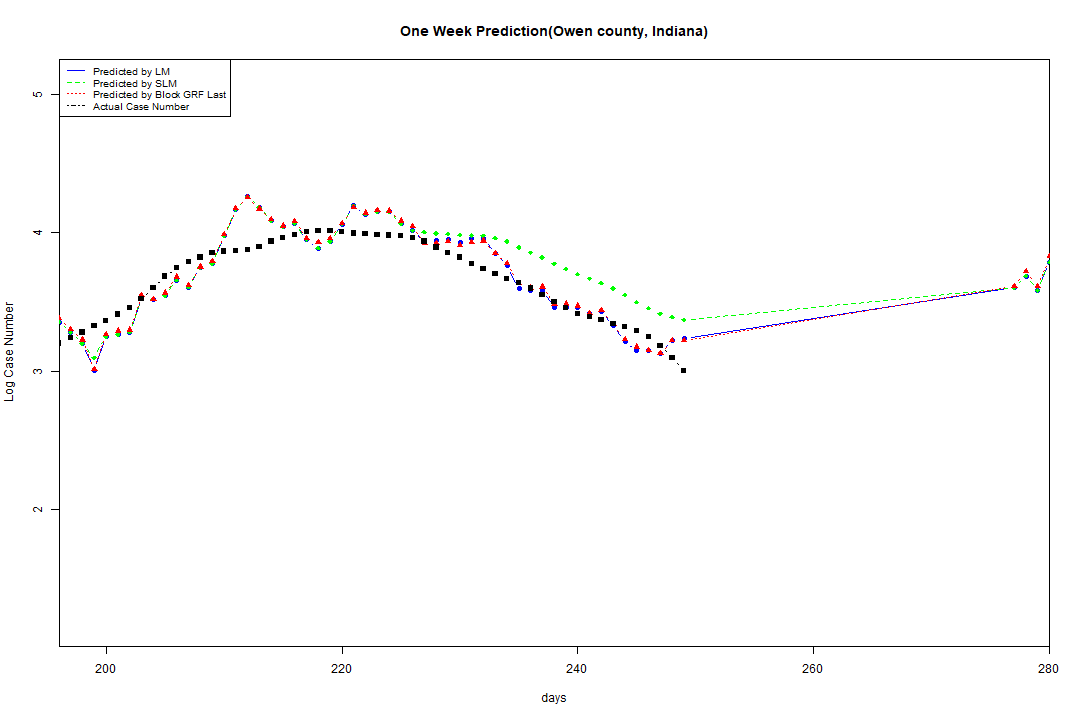 One Week Prediction(Owen county, Indiana)
Predicted by LM
Predicted by SLM
Predicted by Block GRF Last
Actual Case Number
5
4
3
2
Log Case Number
200 220 240 260 280
days